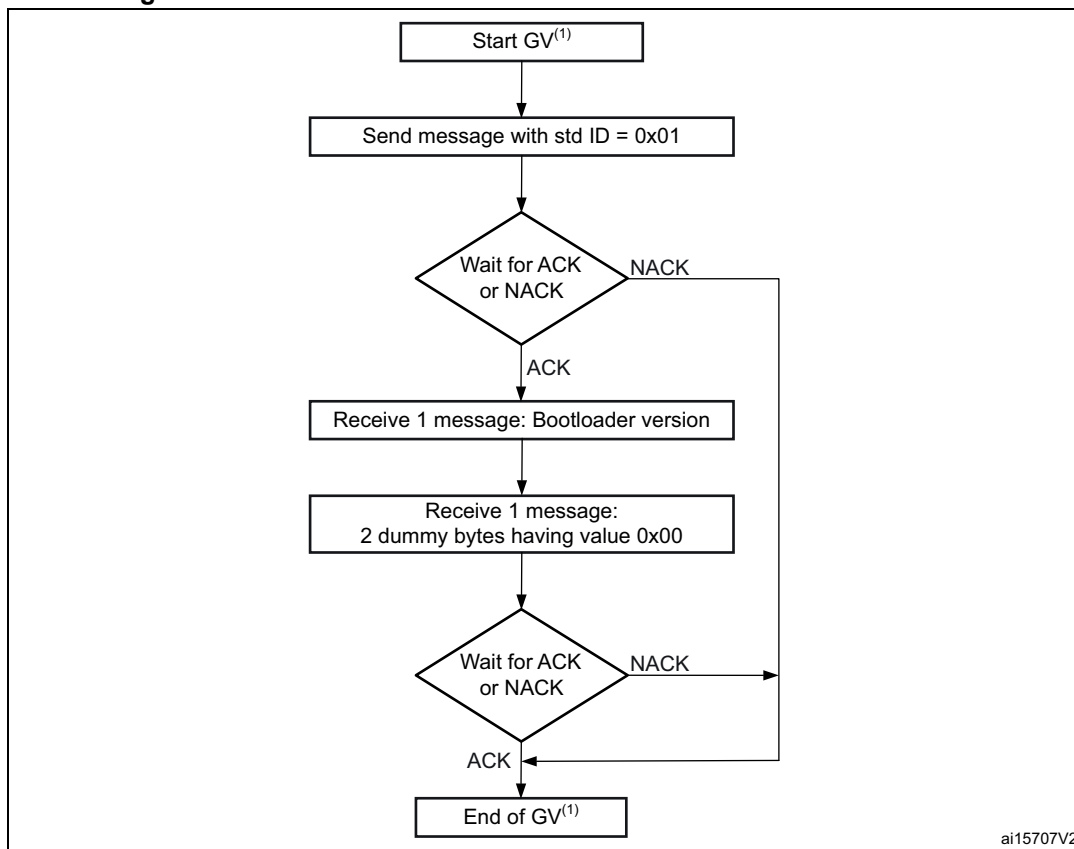 Start GV(1)
Send message with std ID = 0x01
Wait for ACK
or NACK
NACK
ACK
Receive 1 message: Bootloader version
Receive 1 message:
2 dummy bytes having value 0x00
Wait for ACK
or NACK
NACK
ACK
End of GV(1)
ai15707V2